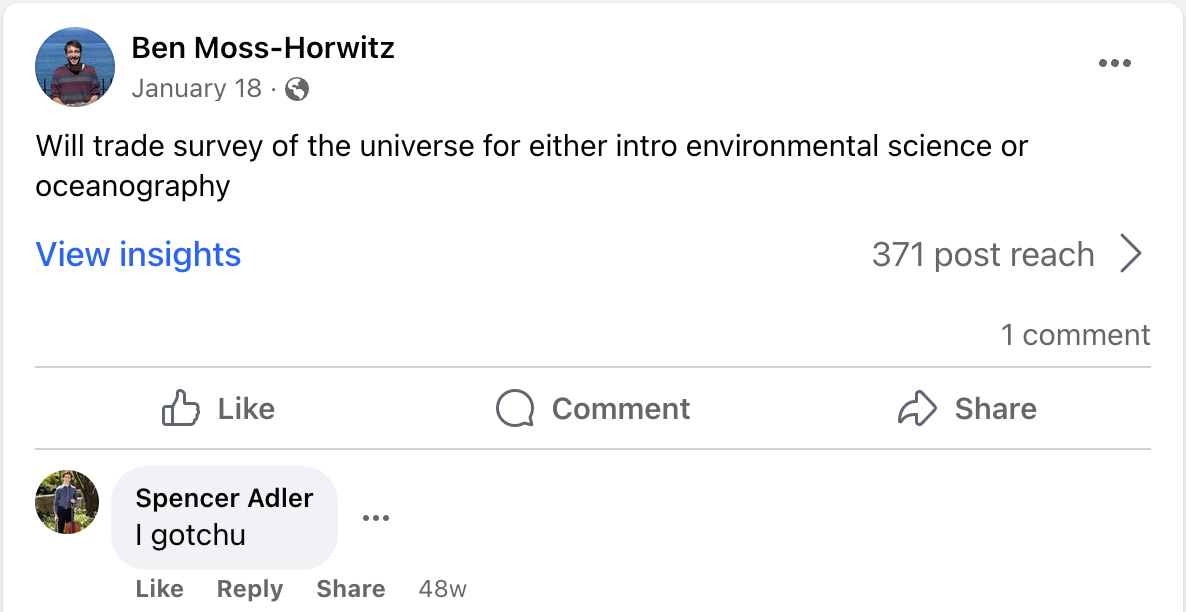 Ben Moss-Horwitz
January 18 ·
Will trade survey of the universe for either intro environmental science or
oceanography
View insights
371 post reach
1 comment
Like
Comment
Share
Spencer Adler
I gotchu
Like Reply Share 48w